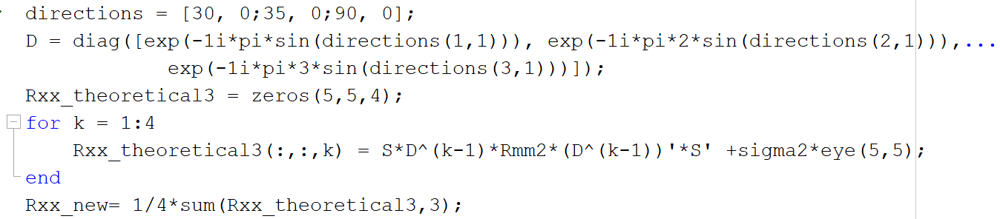 directions = [30, 0;35, 0;90, 0];
D = diag([exp(-1i*pi*sin(directions(1,1))), exp(-1i*pi*2*sin(directions(2,1))),...
exp(-1i*pi*3*sin(directions(3,1)))]);
Rxx_theoretical3 = zeros(5,5,4);
for k = 1:4
Rxx_theoretical3(:,:,k) = S*D^(k-1)*Rmm2*(D^(k-1))'*S' +sigma2*eye(5,5);
end
Rxx_new= 1/4*sum(Rxx_theoretical3,3);